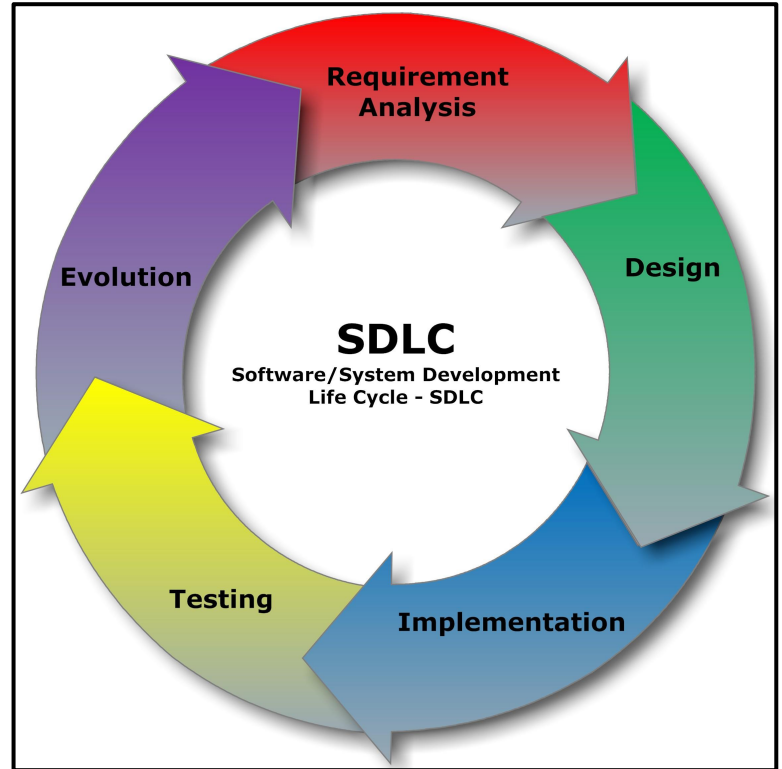 Requirement
Analysis
Design
Implementation
Testing
Evolution
SDLC
Software/System Development
Life Cycle - SDLC